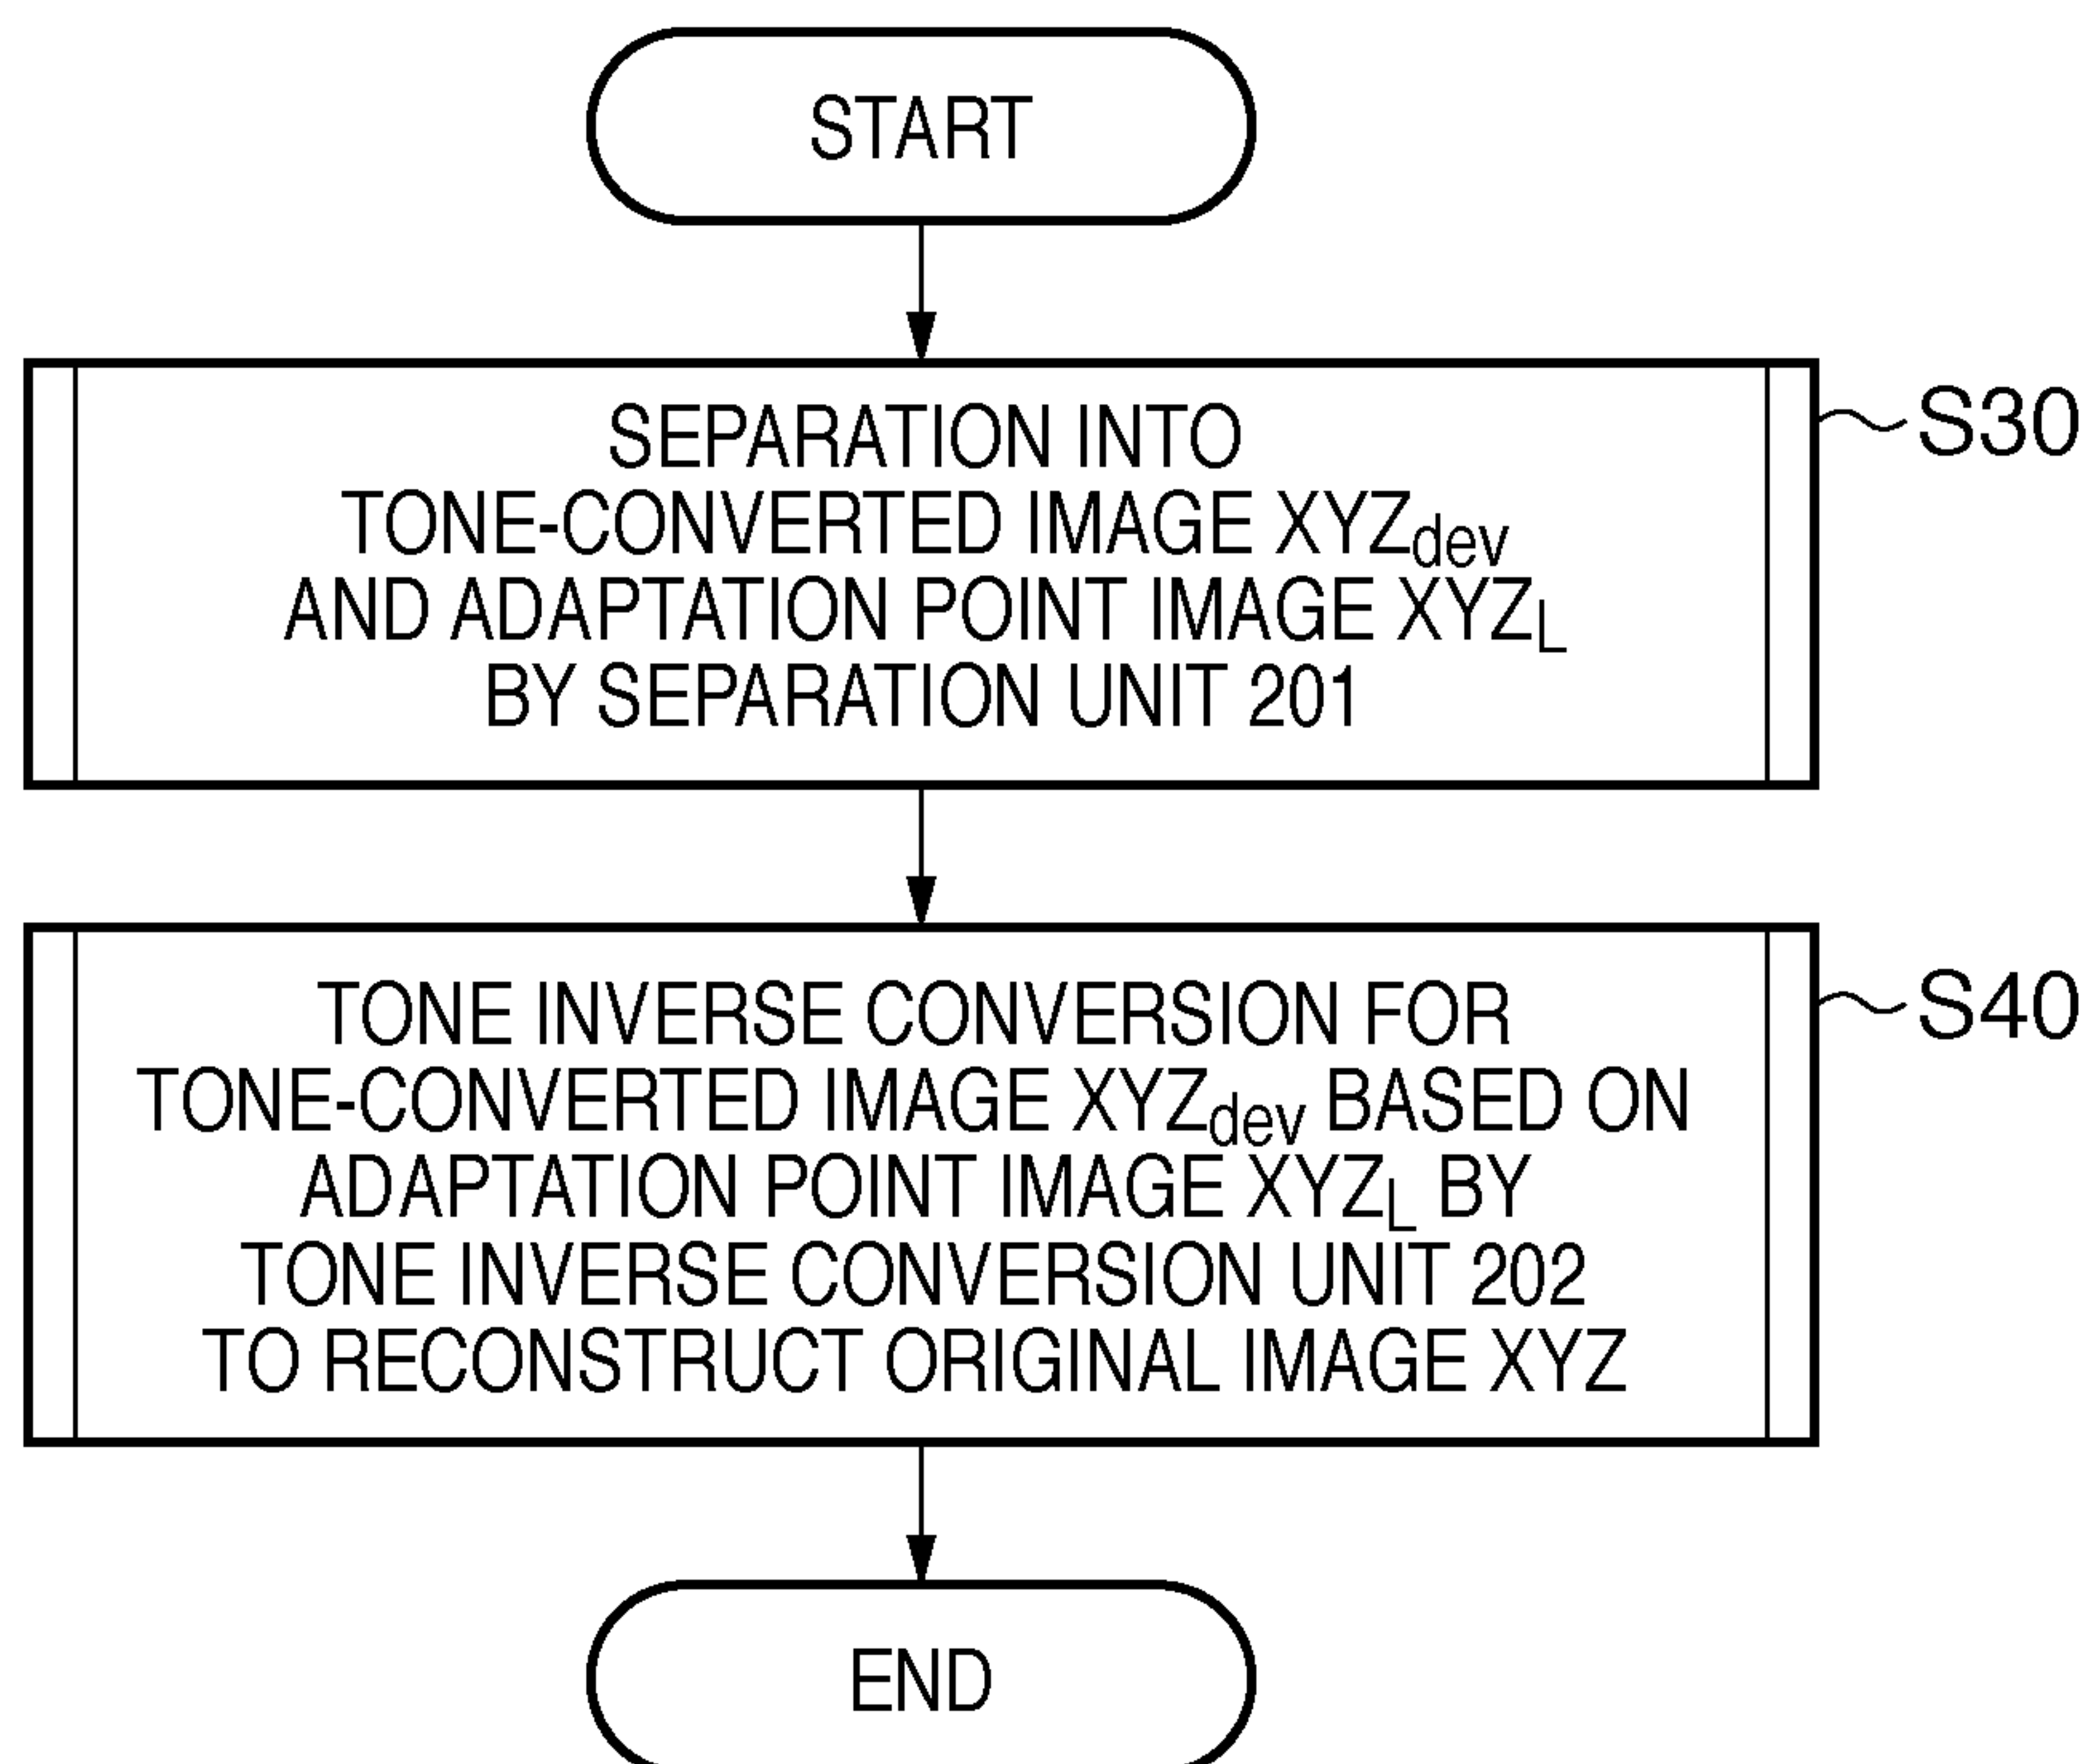 START
SEPARATION INTO
TONE-CONVERTED IMAGE XYZdev
AND ADAPTATION POINT IMAGE XYZL
BY SEPARATION UNIT 201
S30
TONE INVERSE CONVERSION FOR
TONE-CONVERTED IMAGE XYZdev BASED ON
ADAPTATION POINT IMAGE XYZL BY
TONE INVERSE CONVERSION UNIT 202
TO RECONSTRUCT ORIGINAL IMAGE XYZ
S40
END